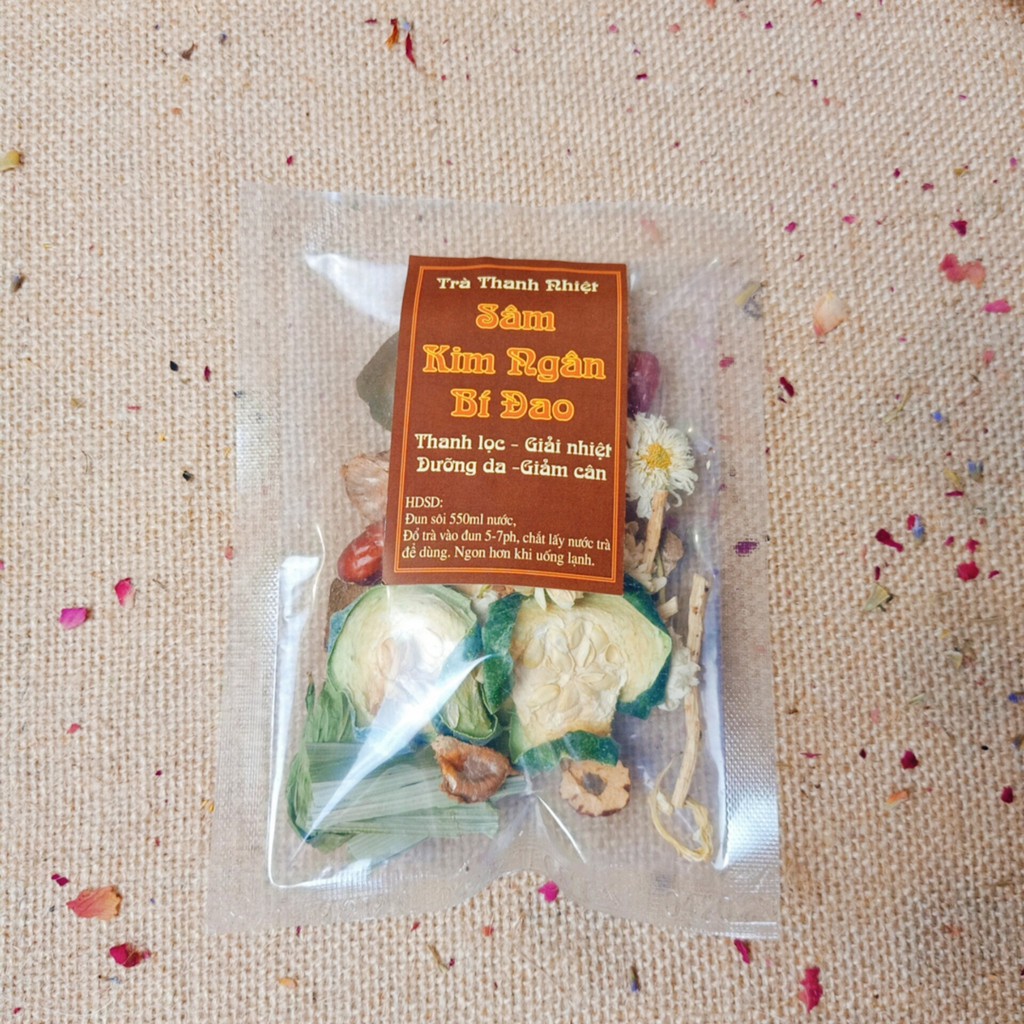 Trà Thanh Nhiệt
Sâm
Kim Ngân
Bí Đao
Thanh lọc - Giải nhiệt
Dưỡng da -Giảm cân
HDSD:
Đun sôi 550ml nước,
Đổ trà vào đun 5-7ph, chắt lấy nước trà
để dùng. Ngon hơn khi uống lạnh.